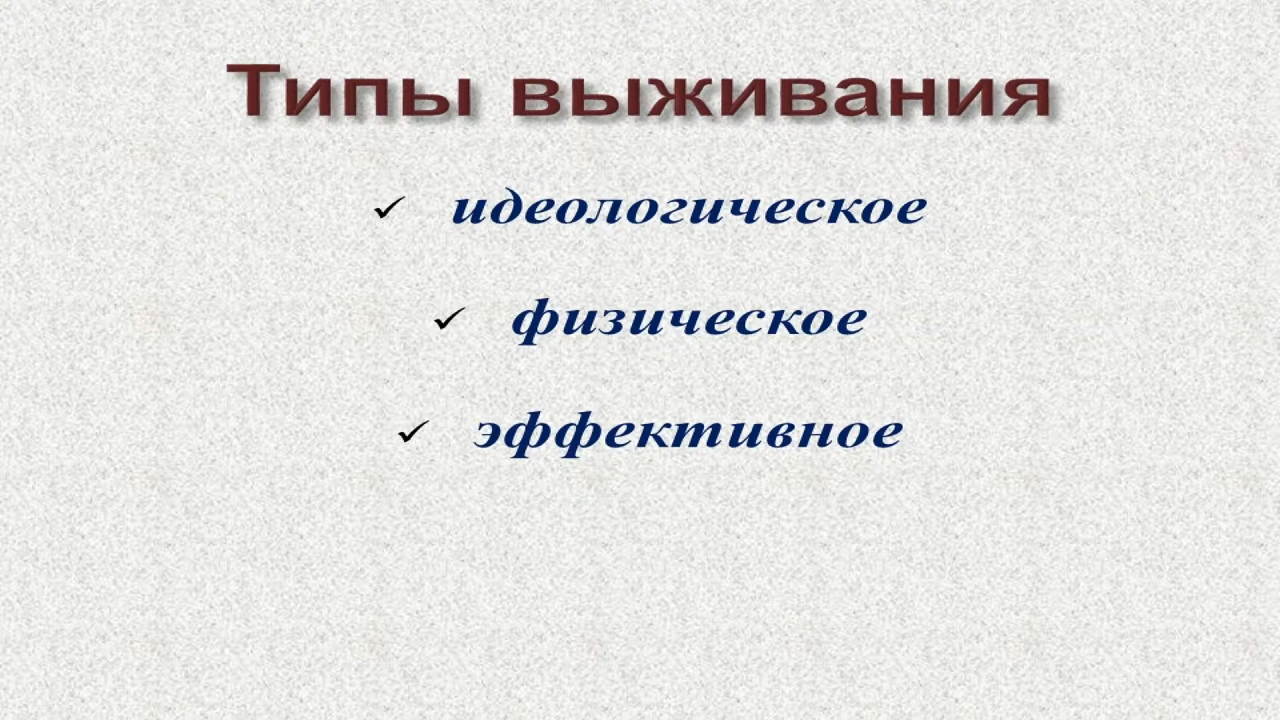 Типы выживания
идеологическое
физическое
эффективное